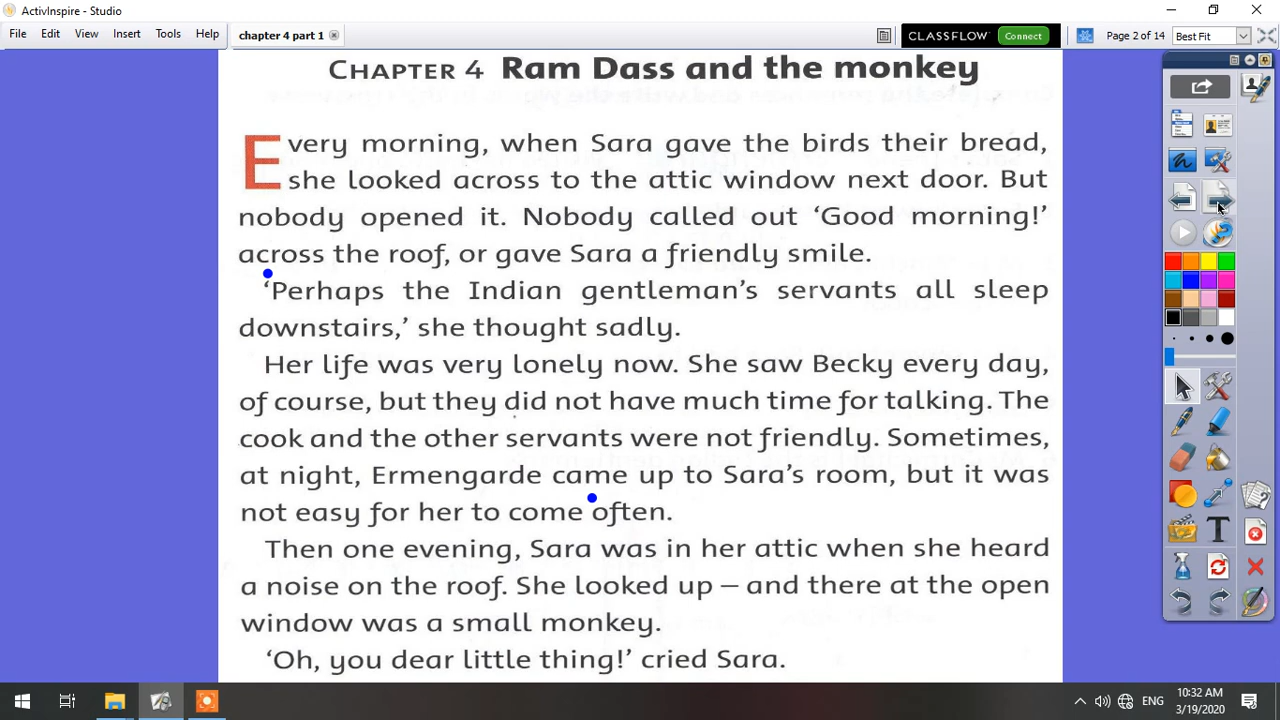 ActivInspire - Studio
File Edit View Insert Tools Help
chapter 4 part 1
CLASSFLOW Connect
Page 2 of 14
Best Fit
CHAPTER 4 Ram Dass and the monkey
Every morning, when Sara gave the birds their bread,
she looked across to the attic window next door. But
nobody opened it. Nobody called out ‘Good morning!’
across the roof, or gave Sara a friendly smile.
‘Perhaps the Indian gentleman’s servants all sleep
downstairs,’ she thought sadly.
Her life was very lonely now. She saw Becky every day,
of course, but they did not have much time for talking. The
cook and the other servants were not friendly. Sometimes,
at night, Ermengarde came up to Sara’s room, but it was
not easy for her to come often.
Then one evening, Sara was in her attic when she heard
a noise on the roof. She looked up – and there at the open
window was a small monkey.
‘Oh, you dear little thing!’ cried Sara.
ENG
10:32 AM
3/19/2020